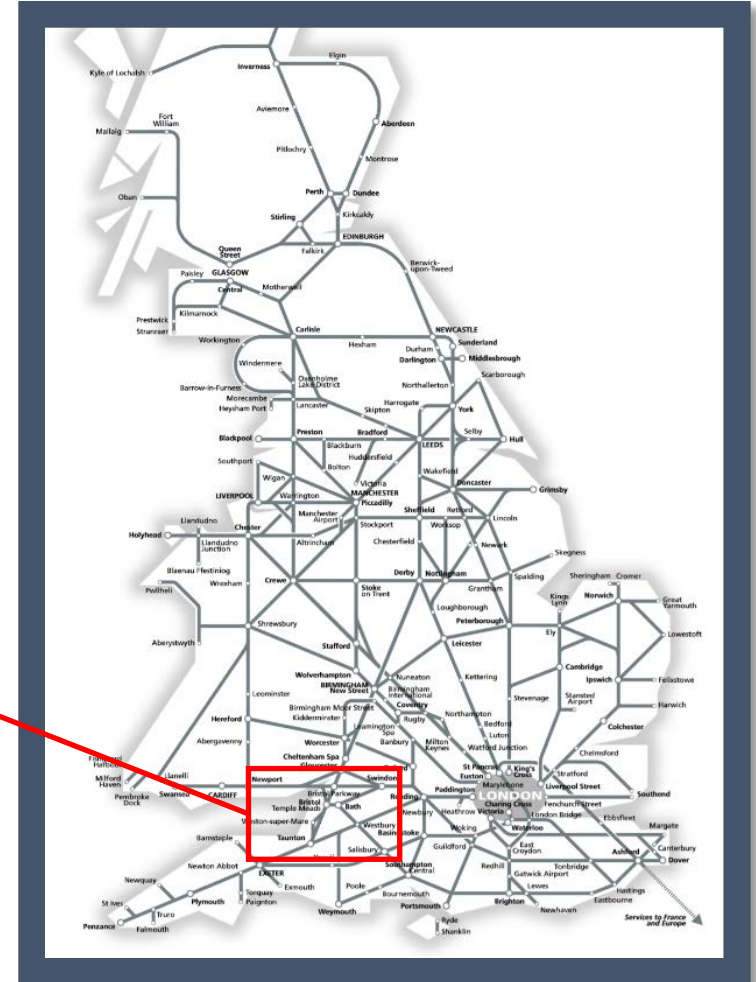 Elgin
Inverness
Kyle of Lochalsh
Aviemore
Fort
William
Aberdeen
Mallaig
Pitlochry
Montrose
Perth
Dundee
Oban
Stirling
Kirkcaldy
EDINBURGH
Queen
Street
Falkirk
Berwick-
upon-Tweed
Paisley
GLASGOW
Central
Motherwell
Prestwick
Kilmarnock
Stranraer
Carlisle
NEWCASTLE
Workington
Hexham
Sunderland
Durham
Darlington
Middlesbrough
Windermere
Scarborough
Oxenholme
Lake District
Barrow-in-Furness
Northallerton
Morecambe
Lancaster
Harrogate
Heysham Port
Skipton
York
Preston
Bradford
Selby
Blackpool
Blackburn
LEEDS
Hull
Huddersfield
Southport
Bolton
Wakefield
Wigan
Victoria
Doncaster
MANCHESTER
Grimsby
LIVERPOOL
Warrington
Piccadilly
Manchester
Airport
Sheffield
Retford
Llandudno
Stockport
Worksop
Lincoln
Holyhead
Chester
Llandudno
Junction
Altrincham
Chesterfield
Newark
Skegness
Blaenau Ffestiniog
Derby
Nottingham
Pwllheli
Wrexham
Crewe
Stoke
on Trent
Grantham
Spalding
Sheringham
Cromer
Kings
Lynn
Norwich
Great
Yarmouth
Loughborough
Peterborough
Shrewsbury
Ely
Lowestoft
Aberystwyth
Stafford
Leicester
Wolverhampton
Nuneaton
Kettering
Cambridge
BIRMINGHAM
New Street
Birmingham
International
Ipswich
Felixstowe
Leominster
Coventry
Stevenage
Stansted
Airport
Harwich
Birmingham Moor Street
Northampton
Kidderminster
Rugby
Hereford
Leamington
Spa
Bedford
Colchester
Abergavenny
Worcester
Banbury
Milton
Keynes
Luton
Watford Junction
Chelmsford
Cheltenham Spa
Gloucester
St Pancras
King's
Cross
Milford
Haven
Llanelli
Newport
Swindon
Euston
Stratford
Marylebone
Liverpool Street
Pembroke
Dock
Swansea
CARDIFF
Bristol Parkway
Reading
Paddington
LONDON
Southend
Bristol
Temple Meads
Bath
Charing Cross
Fenchurch Street
Newbury
Heathrow
Victoria
London Bridge
Ebbsfleet
Weston-super-Mare
Westbury
Waterloo
Margate
Barnstaple
Taunton
Basingstoke
Woking
East
Croydon
Canterbury
Salisbury
Guildford
Ashford
Dover
Newton Abbot
EXETER
Southampton
Central
Redhill
Tonbridge
Gatwick Airport
Newquay
Exmouth
Poole
Lewes
Hastings
Torquay
Bournemouth
Eastbourne
St Ives
Plymouth
Paignton
Brighton
Newhaven
Truro
Weymouth
Portsmouth
Penzance
Falmouth
Ryde
Shanklin
Services to France
and Europe